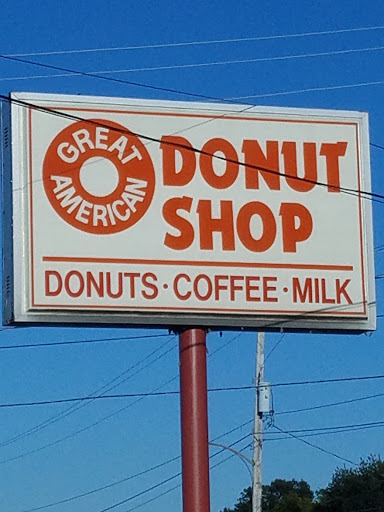 GREAT
AMERICAN
DONUT
SHOP
DONUTS · COFFEE · MILK